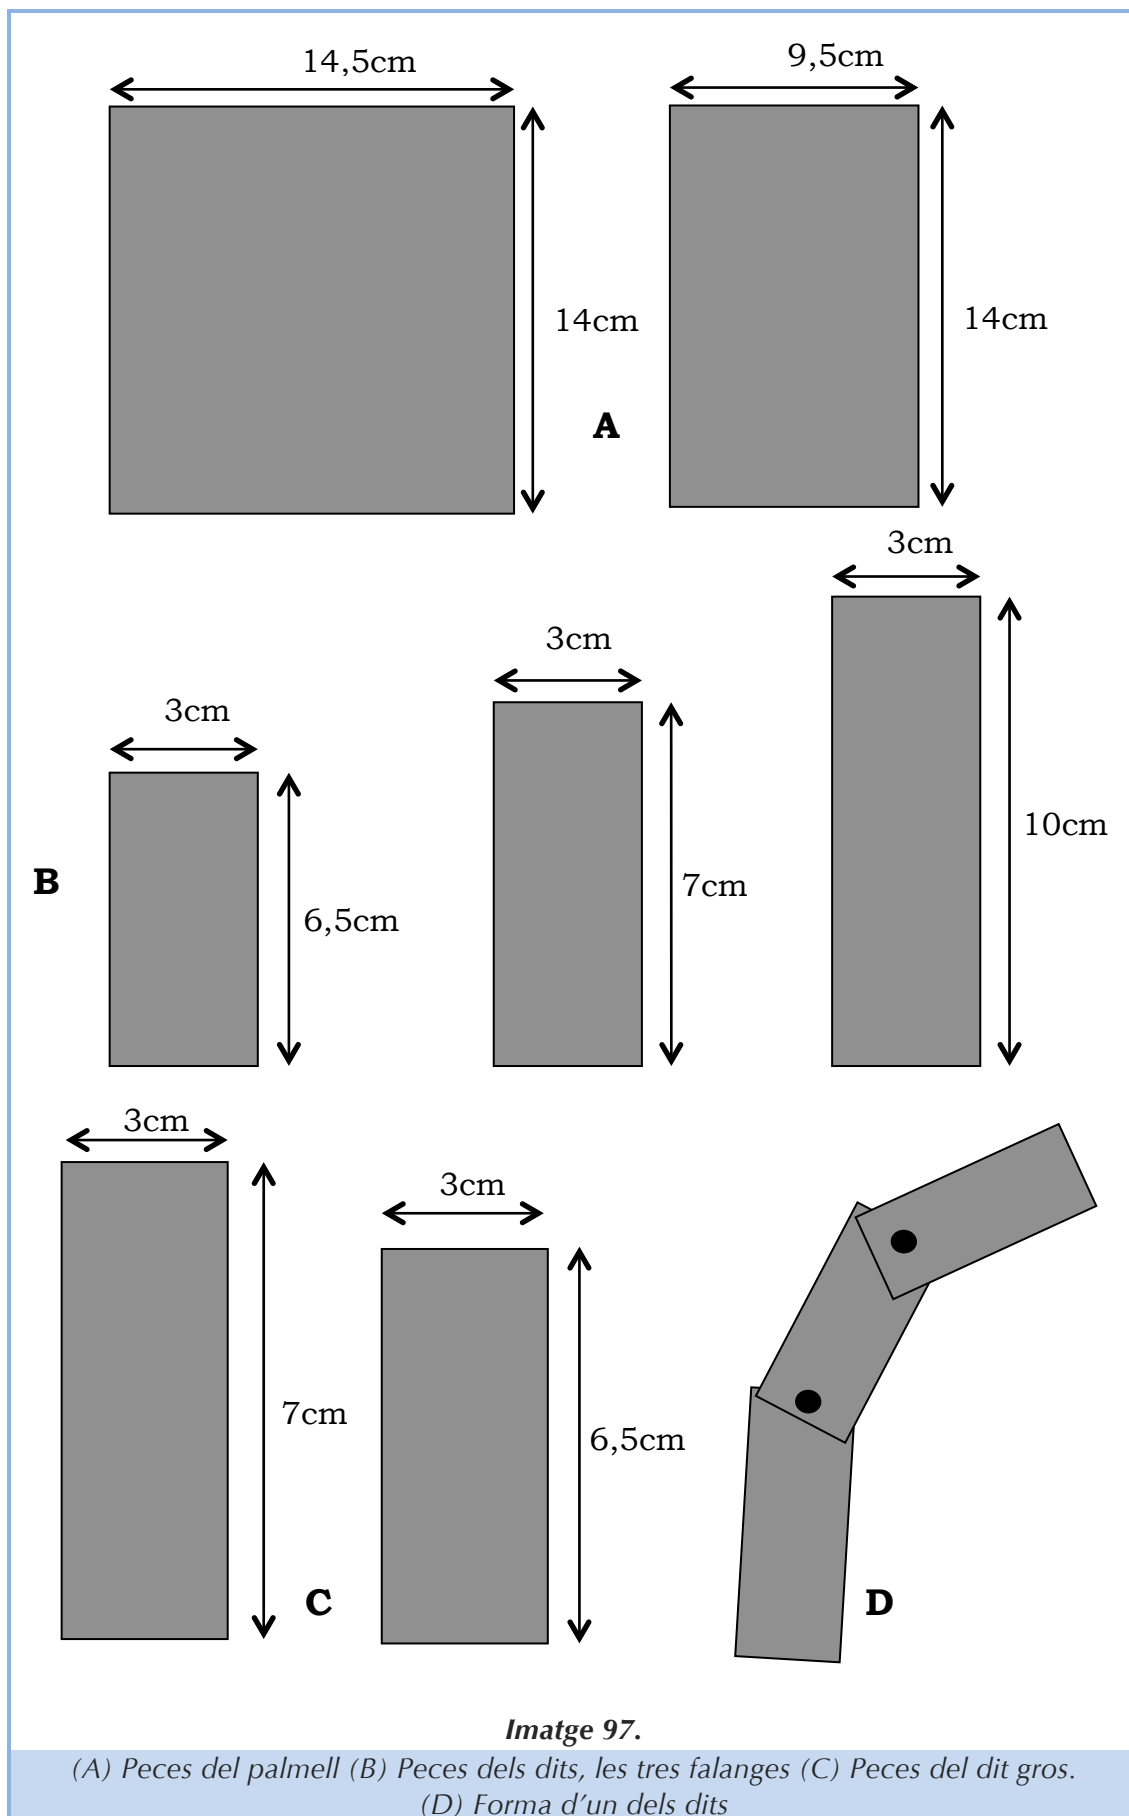 14,5cm
9,5cm
14cm
14cm
A
3cm
3cm
3cm
10cm
7cm
B
6,5cm
3cm
3cm
7cm
6,5cm
C
D
Imatge 97.
(A) Peces del palmell (B) Peces dels dits, les tres falanges (C) Peces del dit gros.
(D) Forma d'un dels dits